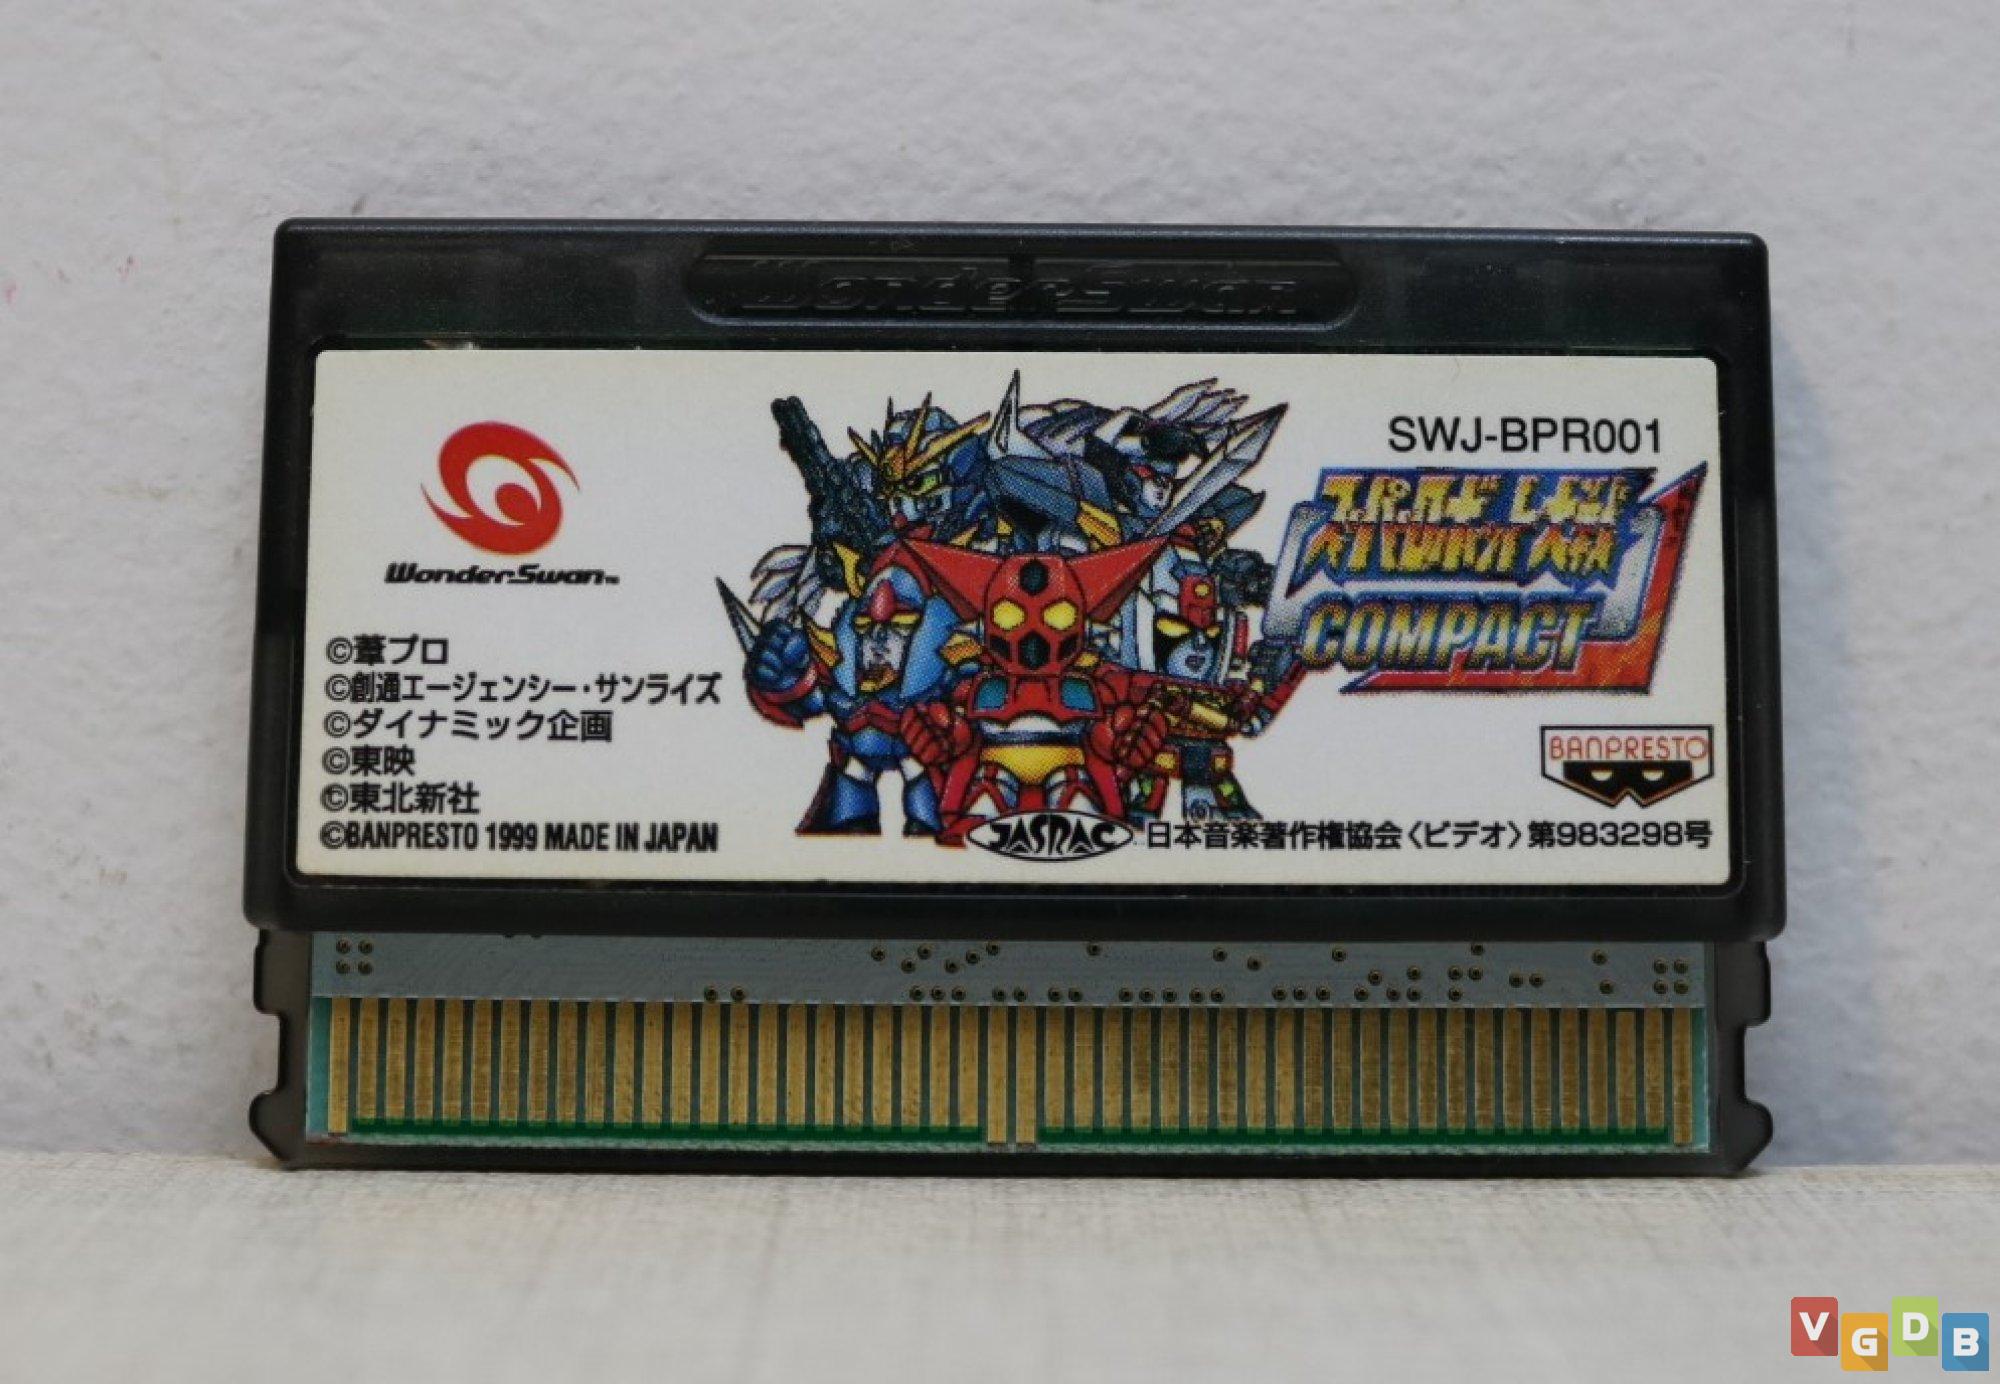 WonderSwan
WonderSwan™
SWJ-BPR001
スーパーロボット大戦
COMPACT
©葦プロ
©創通エージェンシー・サンライズ
©ダイナミック企画
©東映
©東北新社
©BANPRESTO 1999 MADE IN JAPAN
BANPRESTO
JASRAC
日本音楽著作権協会〈ビデオ〉第983298号
VGDB